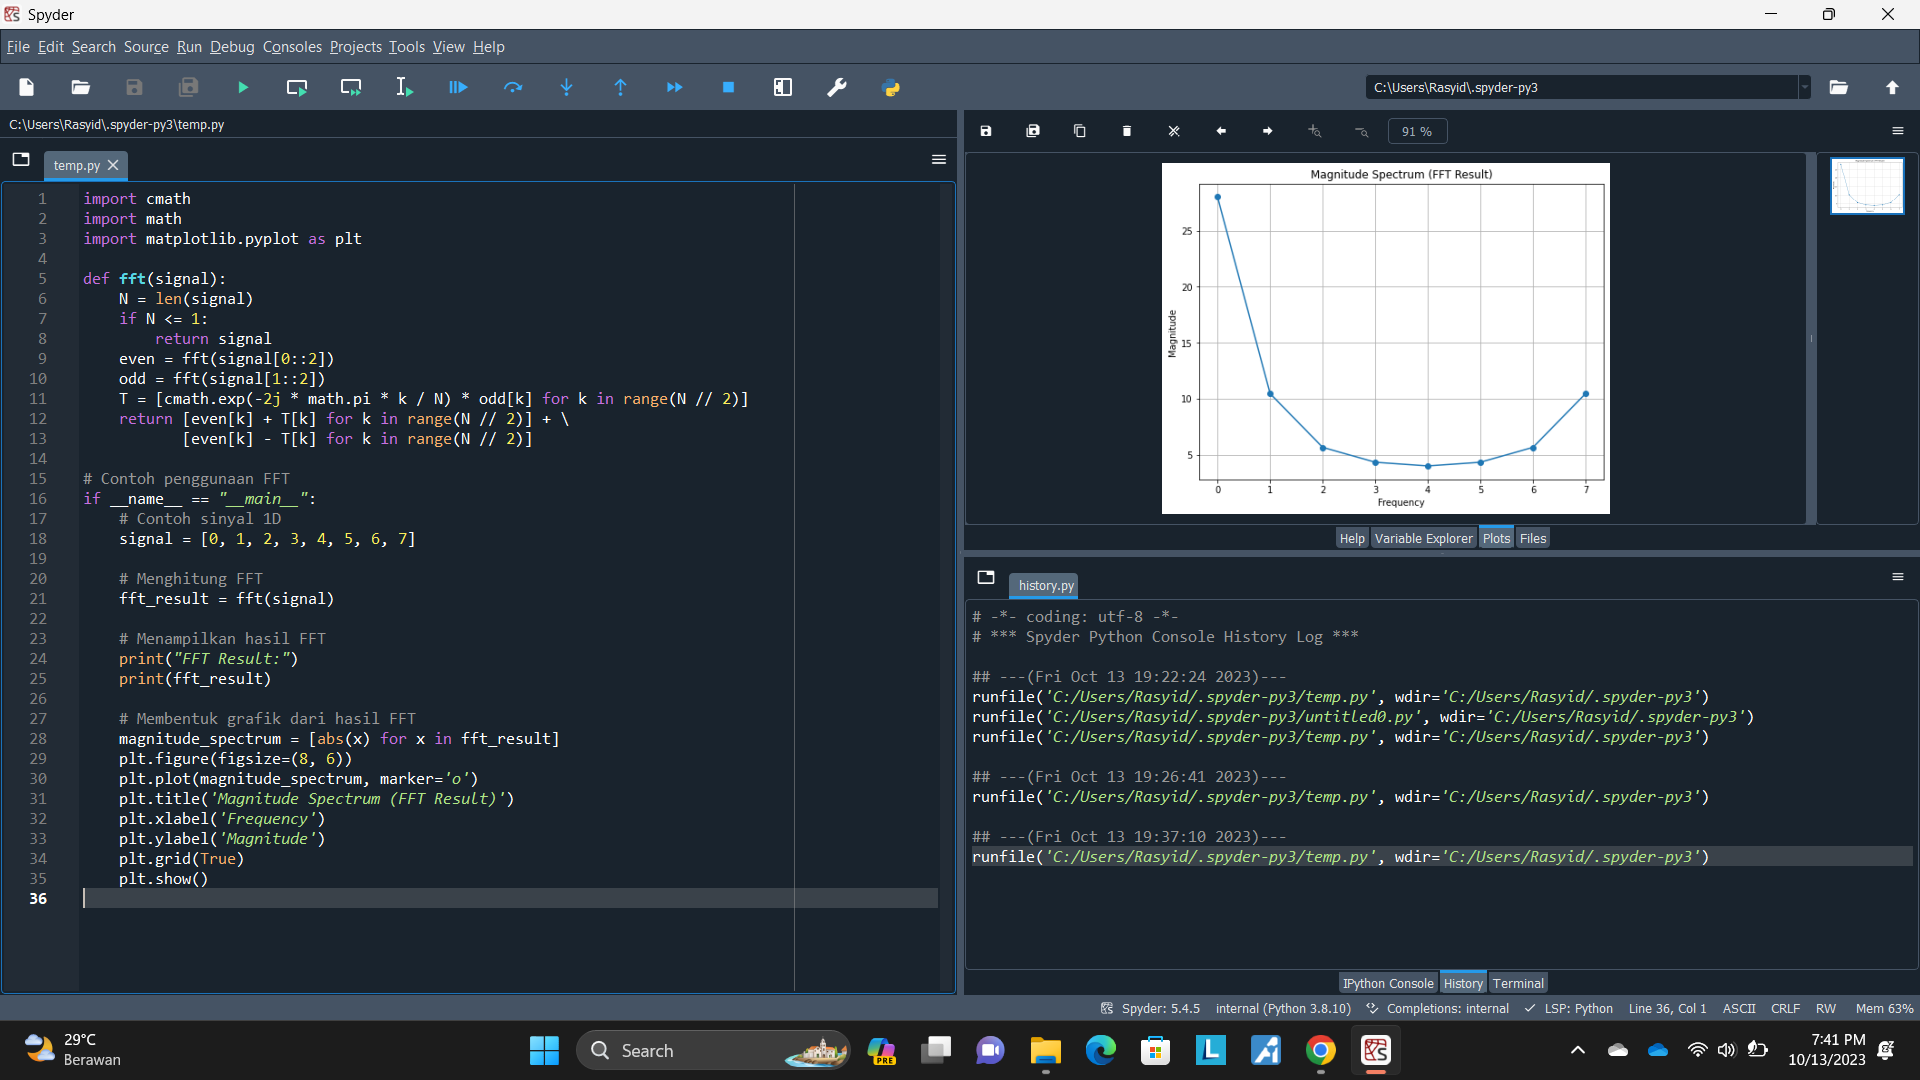 Spyder
File Edit Search Source Run Debug Consoles Projects Tools View Help
C:\Users\Rasyid\.spyder-py3
C:\Users\Rasyid\.spyder-py3\temp.py
temp.py
1 import cmath
2 import math
3 import matplotlib.pyplot as plt
4
5 def fft(signal):
6     N = len(signal)
7     if N <= 1:
8         return signal
9     even = fft(signal[0::2])
10     odd = fft(signal[1::2])
11     T = [cmath.exp(-2j * math.pi * k / N) * odd[k] for k in range(N // 2)]
12     return [even[k] + T[k] for k in range(N // 2)] + \
13            [even[k] - T[k] for k in range(N // 2)]
14
15 # Contoh penggunaan FFT
16 if __name__ == "__main__":
17     # Contoh sinyal 1D
18     signal = [0, 1, 2, 3, 4, 5, 6, 7]
19
20     # Menghitung FFT
21     fft_result = fft(signal)
22
23     # Menampilkan hasil FFT
24     print("FFT Result:")
25     print(fft_result)
26
27     # Membentuk grafik dari hasil FFT
28     magnitude_spectrum = [abs(x) for x in fft_result]
29     plt.figure(figsize=(8, 6))
30     plt.plot(magnitude_spectrum, marker='o')
31     plt.title('Magnitude Spectrum (FFT Result)')
32     plt.xlabel('Frequency')
33     plt.ylabel('Magnitude')
34     plt.grid(True)
35     plt.show()
36
91 %
Magnitude Spectrum (FFT Result)
25
20
15
10
5
Magnitude
0 1 2 3 4 5 6 7
Frequency
Help Variable Explorer Plots Files
history.py
# -*- coding: utf-8 -*-
# *** Spyder Python Console History Log ***
## ---(Fri Oct 13 19:22:24 2023)---
runfile('C:/Users/Rasyid/.spyder-py3/temp.py', wdir='C:/Users/Rasyid/.spyder-py3')
runfile('C:/Users/Rasyid/.spyder-py3/untitled0.py', wdir='C:/Users/Rasyid/.spyder-py3')
runfile('C:/Users/Rasyid/.spyder-py3/temp.py', wdir='C:/Users/Rasyid/.spyder-py3')
## ---(Fri Oct 13 19:26:41 2023)---
runfile('C:/Users/Rasyid/.spyder-py3/temp.py', wdir='C:/Users/Rasyid/.spyder-py3')
## ---(Fri Oct 13 19:37:10 2023)---
runfile('C:/Users/Rasyid/.spyder-py3/temp.py', wdir='C:/Users/Rasyid/.spyder-py3')
IPython Console History Terminal
Spyder: 5.4.5 internal (Python 3.8.10) Completions: internal LSP: Python Line 36, Col 1 ASCII CRLF RW Mem 63%
29°C
Berawan
Search
PRE
L
7:41 PM
10/13/2023